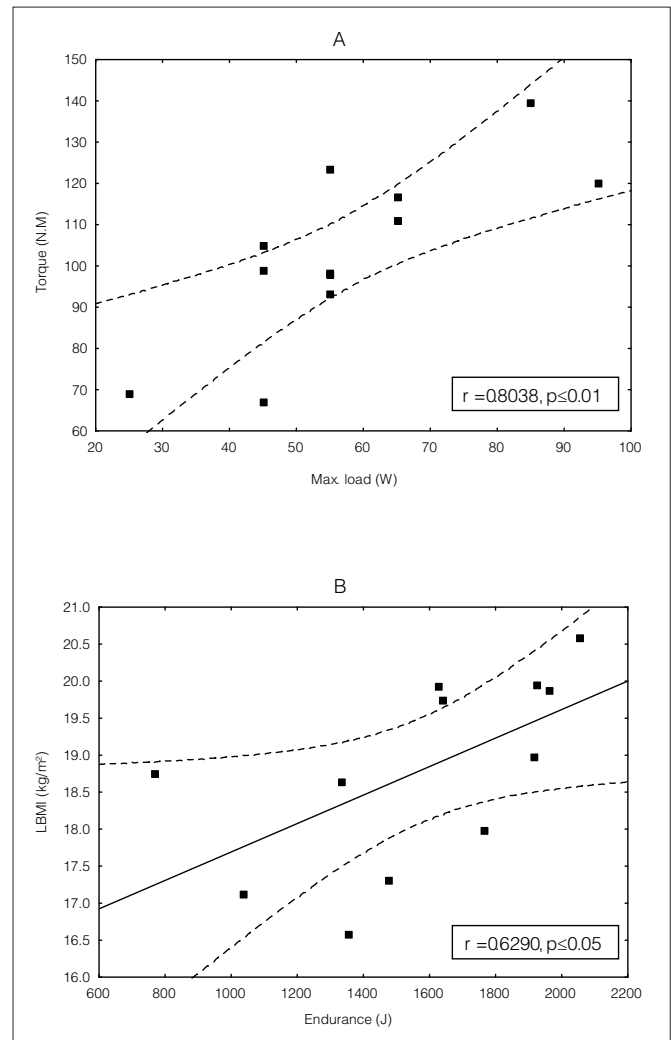 A
150
140
130
120
110
100
90
80
70
60
Torque (N.M)
20 30 40 50 60 70 80 90 100
Max. load (W)
r =0.8038, p≤0.01
B
21.0
20.5
20.0
19.5
19.0
18.5
18.0
17.5
17.0
16.5
16.0
LBMI (kg/m²)
600 800 1000 1200 1400 1600 1800 2000 2200
Endurance (J)
r =0.6290, p≤0.05